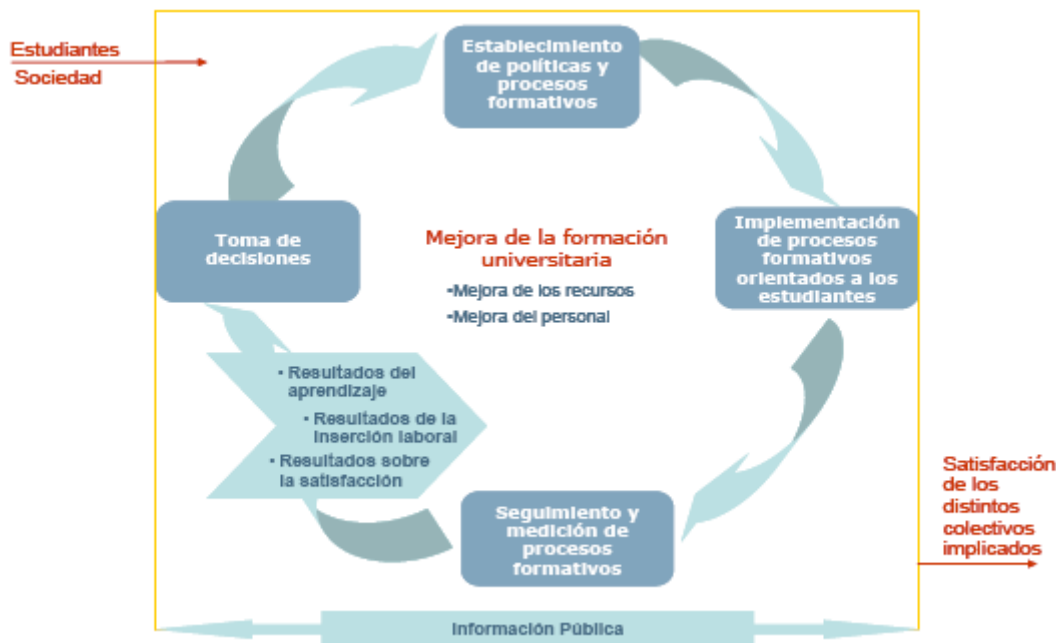 Estudiantes
Sociedad
Establecimiento
de políticas y
procesos
formativos
Toma de
decisiones
Mejora de la formación
universitaria
▪Mejora de los recursos
▪Mejora del personal
Implementación
de procesos
formativos
orientados a los
estudiantes
▪ Resultados del
aprendizaje
▪ Resultados de la
inserción laboral
▪ Resultados sobre
la satisfacción
Seguimiento y
medición de
procesos
formativos
Satisfacción
de los
distintos
colectivos
implicados
Información Pública